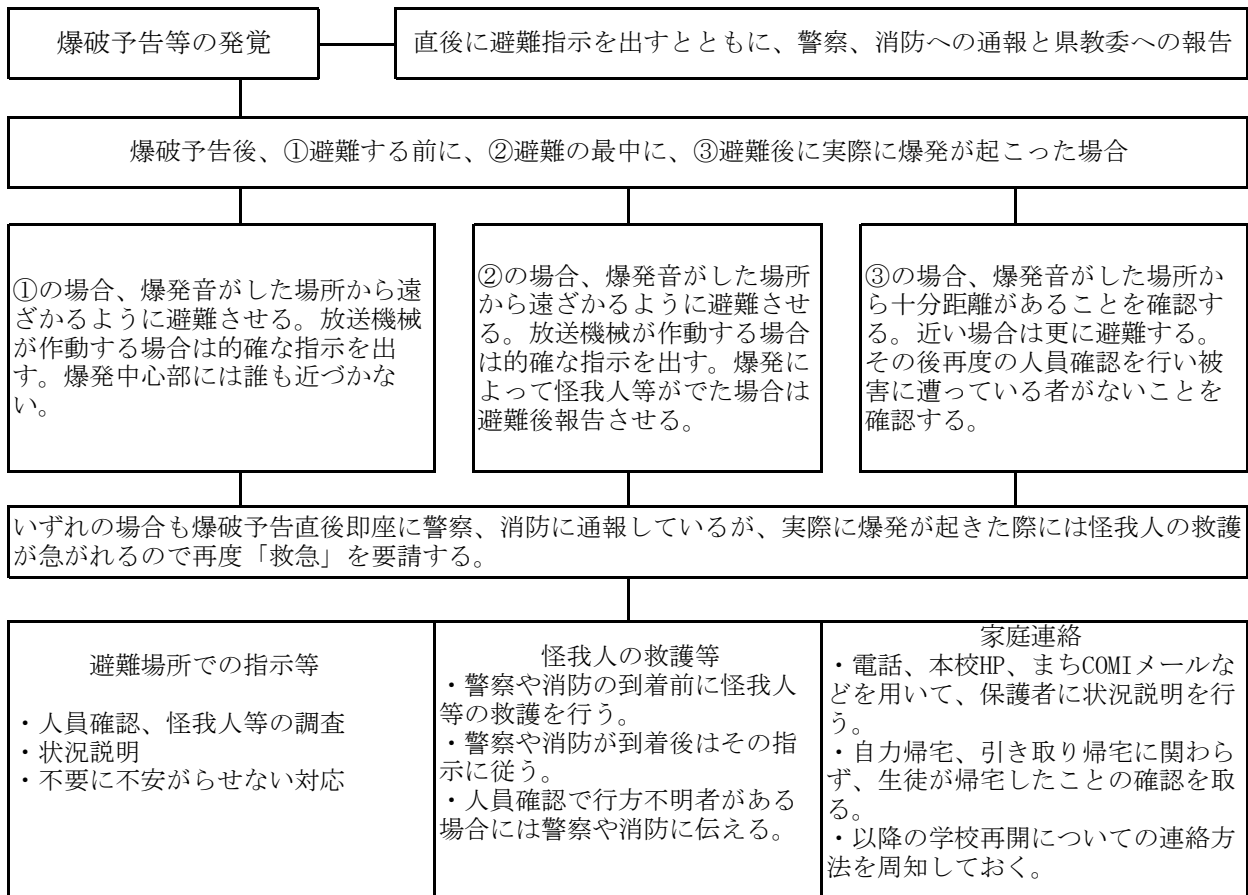 爆破予告等の発覚
直後に避難指示を出すとともに、警察、消防への通報と県教委への報告
爆破予告後、①避難する前に、②避難の最中に、③避難後に実際に爆発が起こった場合
①の場合、爆発音がした場所から遠
ざかるように避難させる。放送機械
が作動する場合は的確な指示を出
す。爆発中心部には誰も近づかな
い。
②の場合、爆発音がした場所
から遠ざかるように避難させ
る。放送機械が作動する場合
は的確な指示を出す。爆発に
よって怪我人等がでた場合は
避難後報告させる。
③の場合、爆発音がした場所か
ら十分距離があることを確認す
る。近い場合は更に避難する。
その後再度の人員確認を行い被
害に遭っている者がないことを
確認する。
いずれの場合も爆破予告直後即座に警察、消防に通報しているが、実際に爆発が起きた際には怪我人の救護
が急がれるので再度「救急」を要請する。
避難場所での指示等
・人員確認、怪我人等の調査
・状況説明
・不要に不安がらせない対応
怪我人の救護等
・警察や消防の到着前に怪我人
等の救護を行う。
・警察や消防が到着後はその指
示に従う。
・人員確認で行方不明者がある
場合には警察や消防に伝える。
家庭連絡
・電話、本校HP、まちCOMIメールな
どを用いて、保護者に状況説明を行
う。
・自力帰宅、引き取り帰宅に関わら
ず、生徒が帰宅したことの確認を取
る。
・以降の学校再開についての連絡方
法を周知しておく。